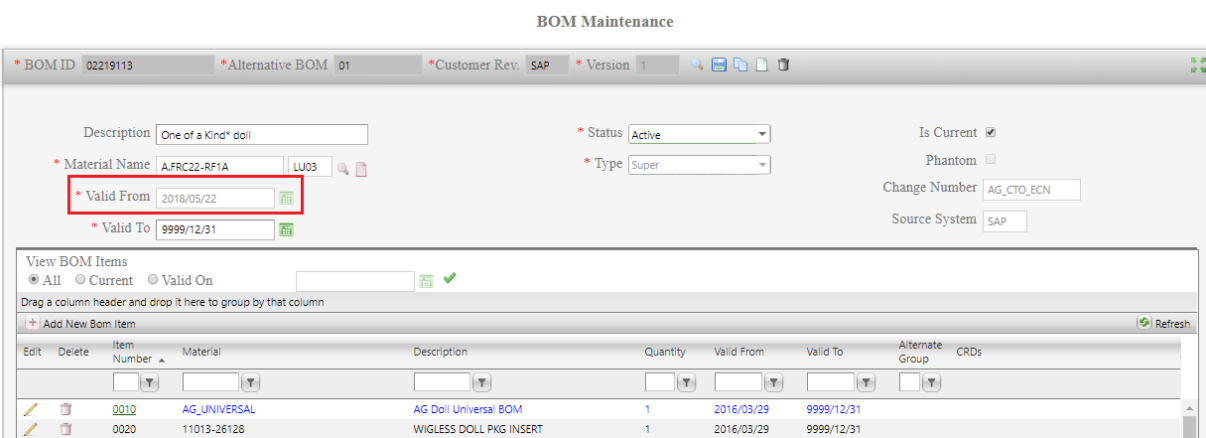 BOM Maintenance
* BOM ID 02219113 *Alternative BOM 01 *Customer Rev. SAP * Version 1
Description One of a Kind* doll * Status Active Is Current
* Material Name A.FRC22-RF1A LU03 * Type Super Phantom
* Valid From 2018/05/22 Change Number AG_CTO_ECN
* Valid To 9999/12/31 Source System SAP
View BOM Items
All Current Valid On
Drag a column header and drop it here to group by that column
Add New Bom Item Refresh
Edit Delete Item Number Material Description Quantity Valid From Valid To Alternate Group CRDs
0010 AG_UNIVERSAL AG Doll Universal BOM 1 2016/03/29 9999/12/31
0020 11013-26128 WIGLESS DOLL PKG INSERT 1 2016/03/29 9999/12/31